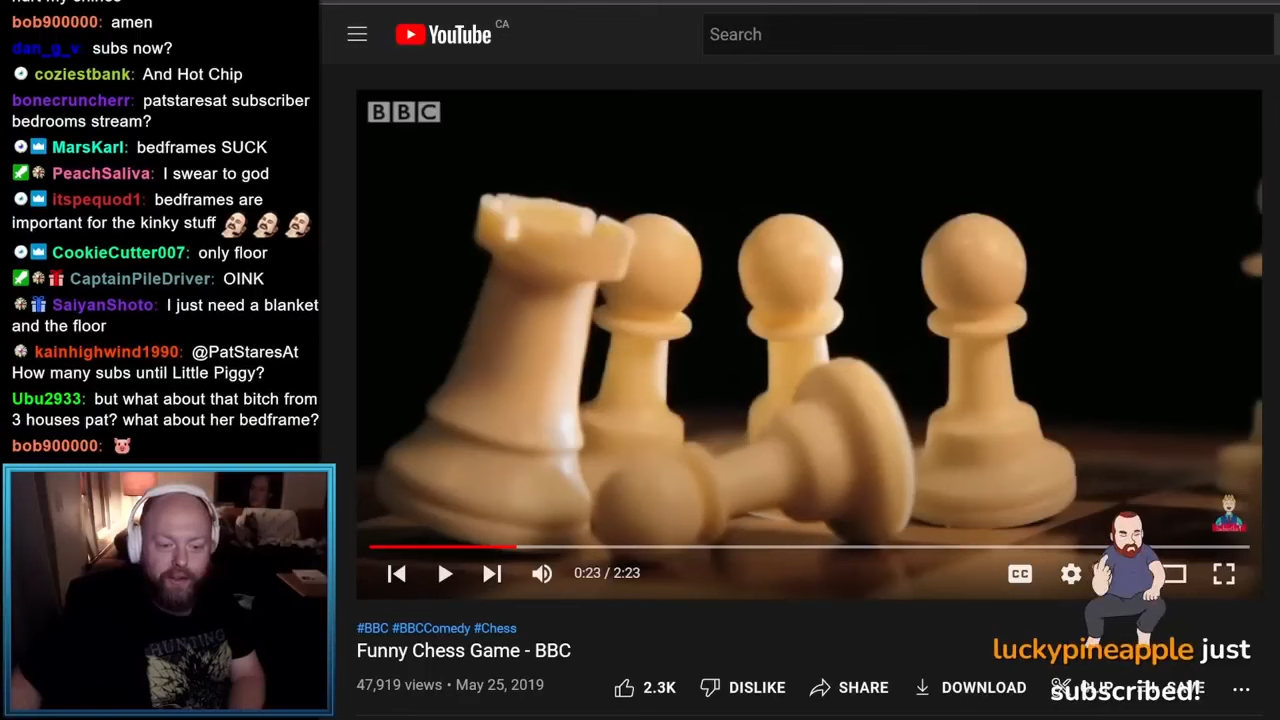 bob900000: amen
dan_g_v subs now?
coziestbank: And Hot Chip
bonecruncherr: patstaresat subscriber
bedrooms stream?
MarsKarl: bedframes SUCK
PeachSaliva: I swear to god
itspequod1: bedframes are
important for the kinky stuff
CookieCutter007: only floor
CaptainPileDriver: OINK
SaiyanShoto: I just need a blanket
and the floor
kainhighwind1990: @PatStaresAt
How many subs until Little Piggy?
Ubu2933: but what about that bitch from
3 houses pat? what about her bedframe?
bob900000:
HUNTING
YouTube CA
Search
BBC
0:23 / 2:23
CC
#BBC #BBCComedy #Chess
Funny Chess Game - BBC
47,919 views • May 25, 2019
2.3K DISLIKE SHARE DOWNLOAD CLIP SAVE
luckypineapple just
subscribed!